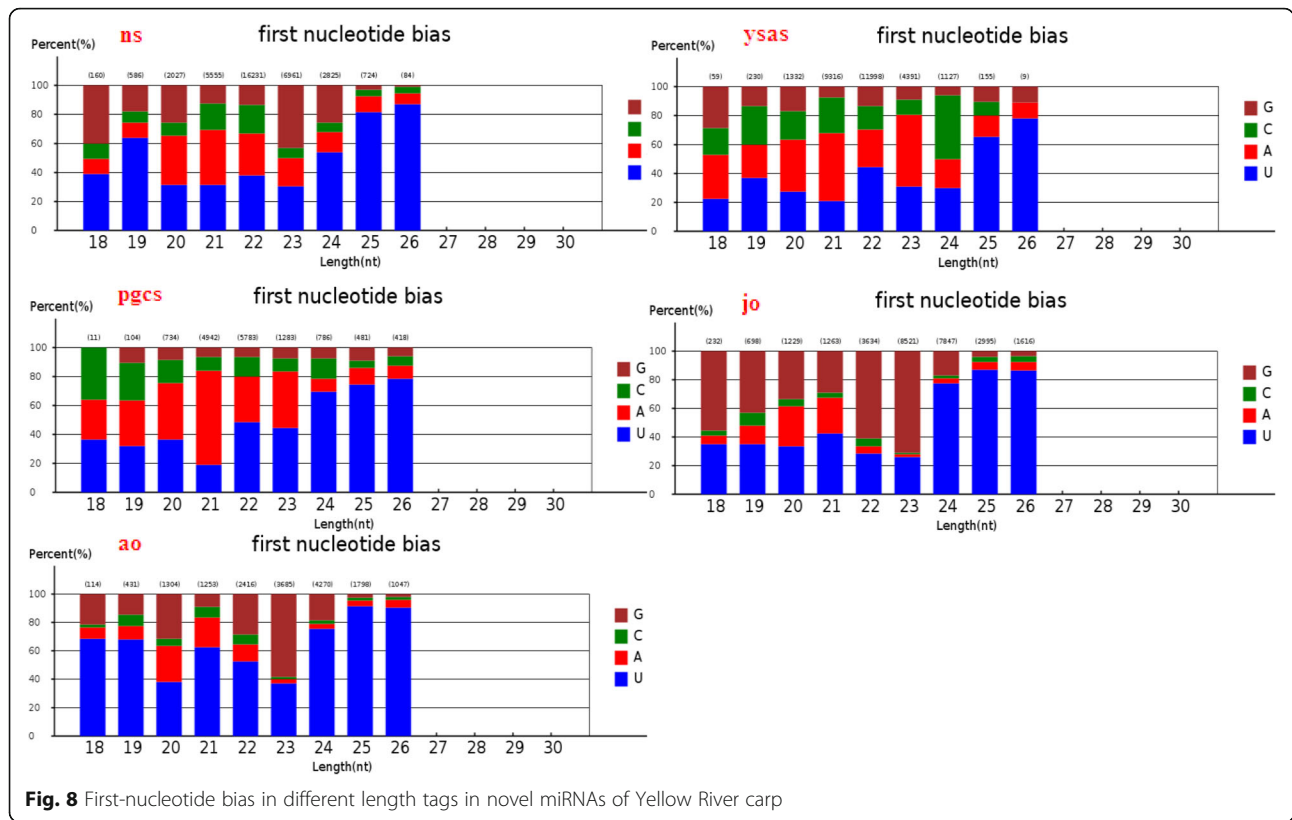 ns
first nucleotide bias
Percent(%)
(160) (586) (2027) (5555) (16231) (6961) (2825) (724) (84)
100
80
60
40
20
0
18 19 20 21 22 23 24 25 26 27 28 29 30
Length(nt)
ysas
first nucleotide bias
Percent(%)
(59) (230) (1332) (9316) (11998) (4391) (1127) (155) (9)
100
80
60
40
20
0
18 19 20 21 22 23 24 25 26 27 28 29 30
Length(nt)
G
C
A
U
pgcs
first nucleotide bias
Percent(%)
(11) (104) (734) (4942) (5783) (1283) (786) (481) (418)
100
80
60
40
20
0
18 19 20 21 22 23 24 25 26 27 28 29 30
Length(nt)
G
C
A
U
jo
first nucleotide bias
Percent(%)
(232) (698) (1229) (1263) (3634) (8521) (7847) (2995) (1616)
100
80
60
40
20
0
18 19 20 21 22 23 24 25 26 27 28 29 30
Length(nt)
G
C
A
U
ao
first nucleotide bias
Percent(%)
(114) (431) (1304) (1253) (2416) (3685) (4270) (1798) (1047)
100
80
60
40
20
0
18 19 20 21 22 23 24 25 26 27 28 29 30
Length(nt)
G
C
A
U
Fig. 8 First-nucleotide bias in different length tags in novel miRNAs of Yellow River carp